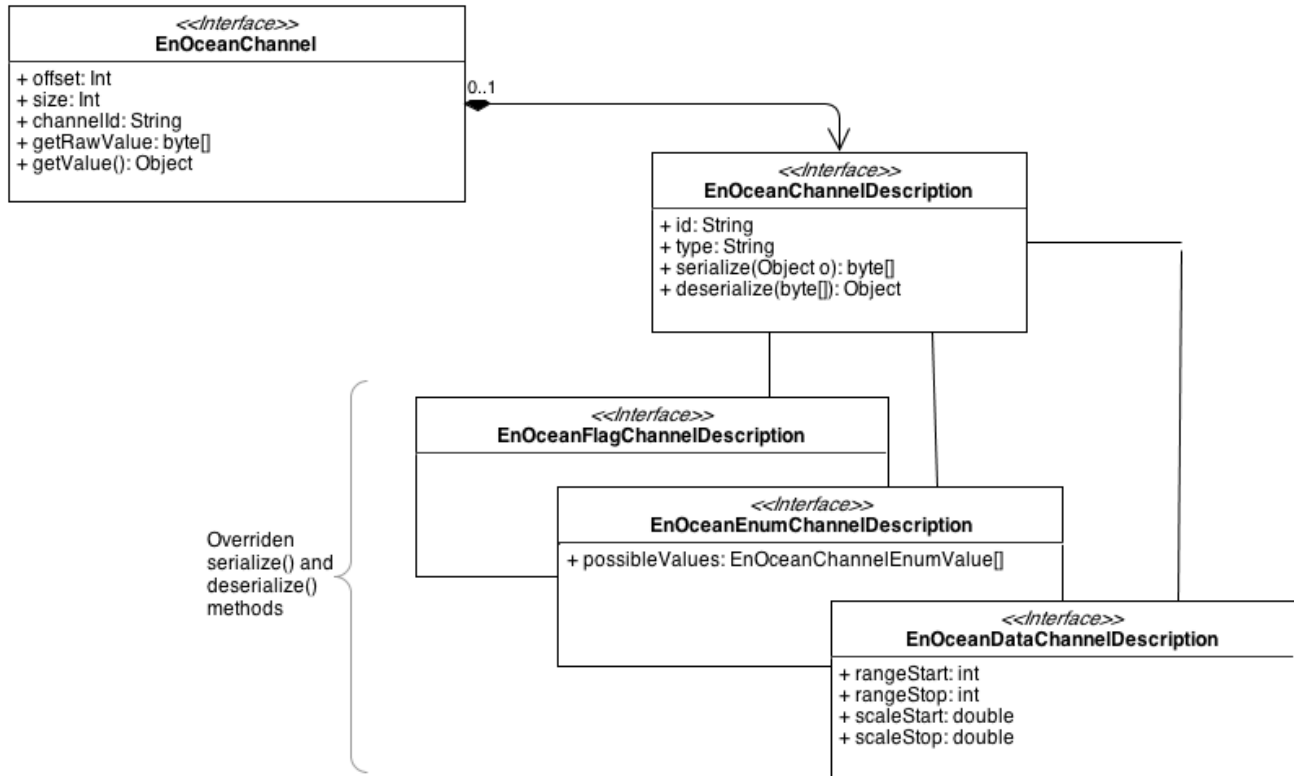 <<Interface>>
EnOceanChannel
+ offset: Int
+ size: Int
+ channelId: String
+ getRawValue: byte[]
+ getValue(): Object
0..1
<<Interface>>
EnOceanChannelDescription
+ id: String
+ type: String
+ serialize(Object o): byte[]
+ deserialize(byte[]): Object
<<Interface>>
EnOceanFlagChannelDescription
<<Interface>>
EnOceanEnumChannelDescription
+ possibleValues: EnOceanChannelEnumValue[]
Overriden
serialize() and
deserialize()
methods
<<Interface>>
EnOceanDataChannelDescription
+ rangeStart: int
+ rangeStop: int
+ scaleStart: double
+ scaleStop: double